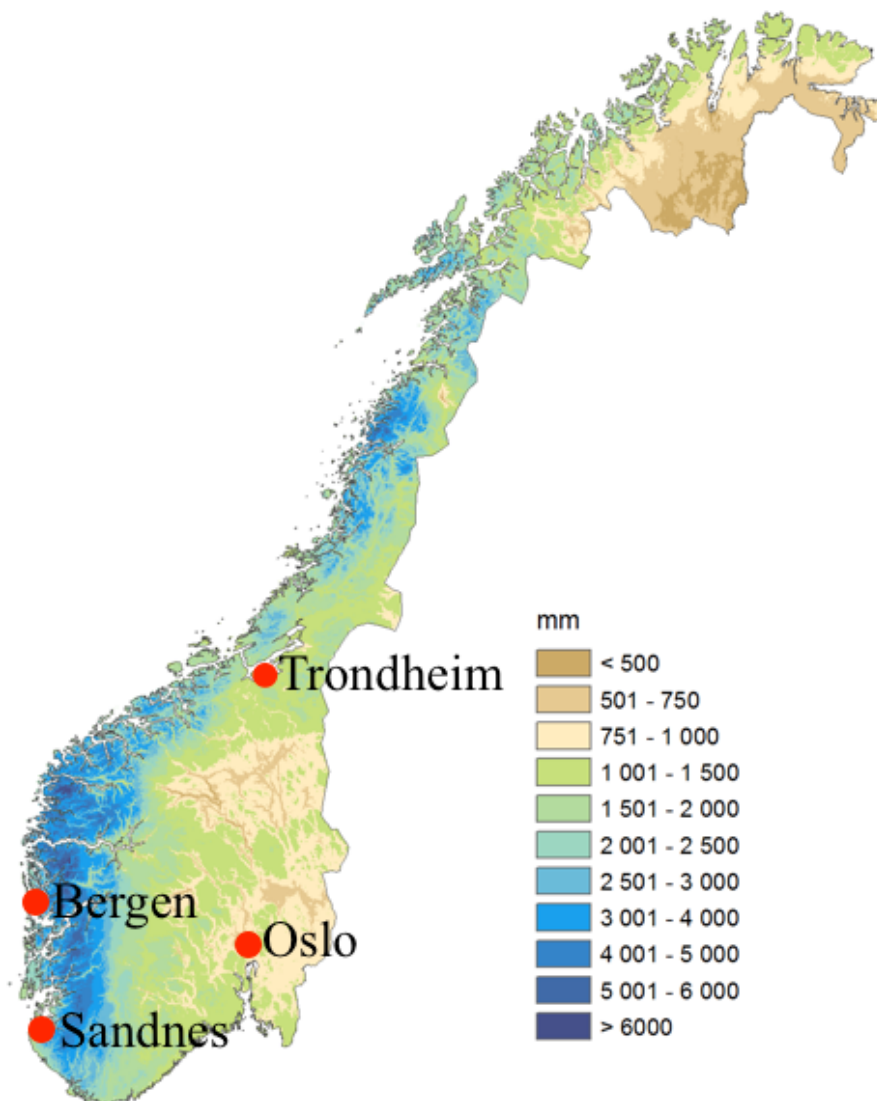 mm
< 500
501 - 750
751 - 1 000
1 001 - 1 500
1 501 - 2 000
2 001 - 2 500
2 501 - 3 000
3 001 - 4 000
4 001 - 5 000
5 001 - 6 000
> 6000
Trondheim
Bergen
Oslo
Sandnes